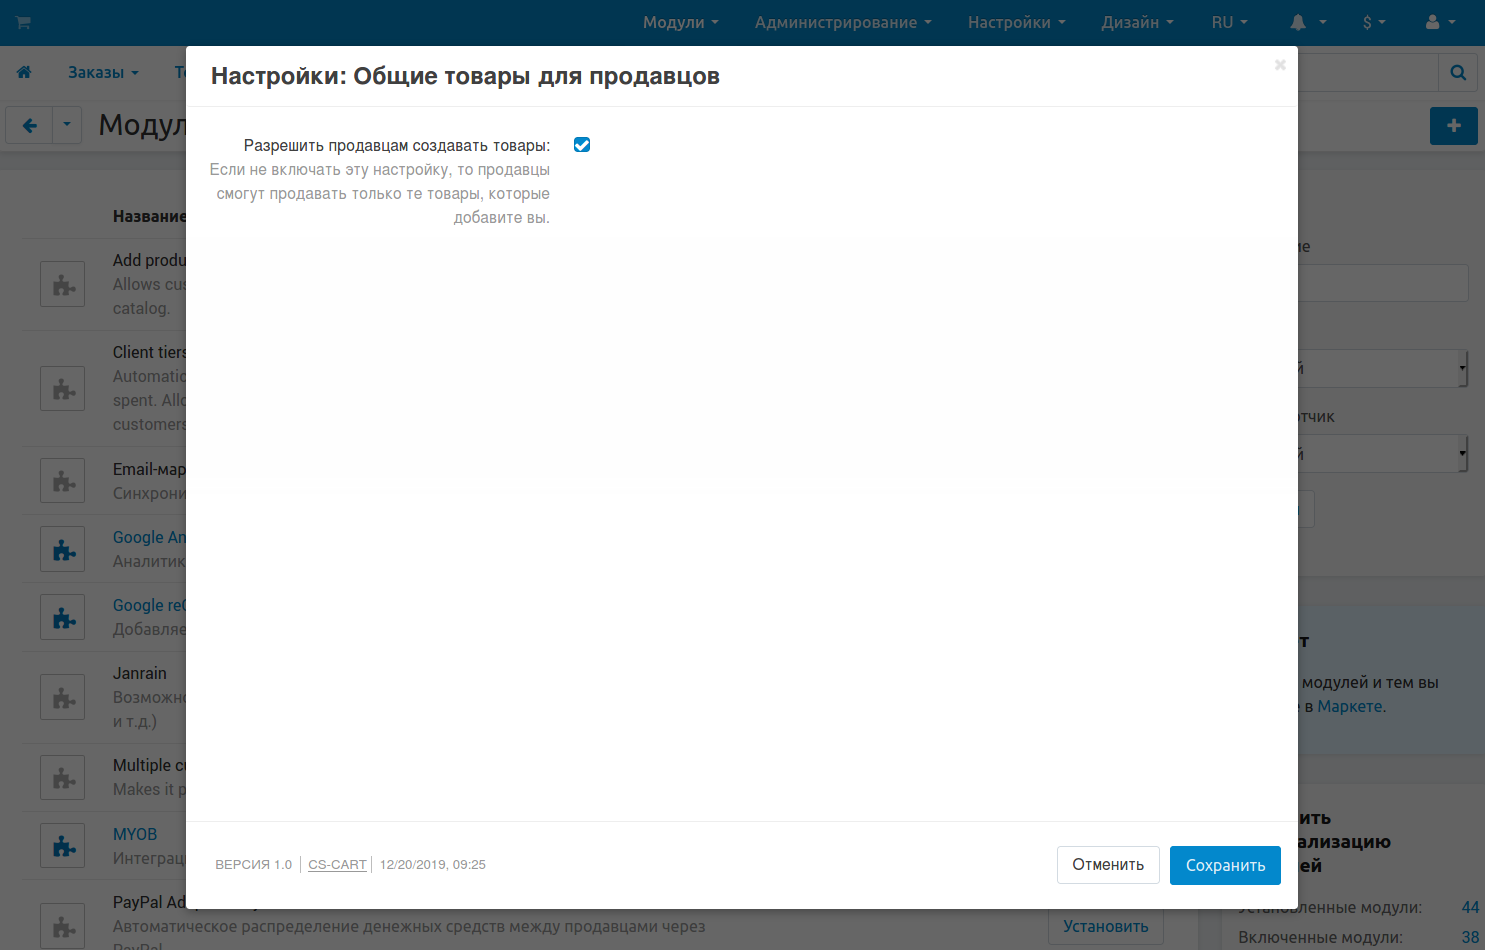 Модули
Администрирование
Настройки
Дизайн
RU
$
Заказы
Настройки: Общие товары для продавцов
Модул
Разрешить продавцам создавать товары:
Если не включать эту настройку, то продавцы
смогут продавать только те товары, которые
добавите вы.
Название
Add produ
Allows cus
catalog.
Client tiers
Automatic
spent. Allo
customers
Email-мар
Синхрони
Google An
Аналитик
Google re
Добавляе
Janrain
Возможно
и т.д.)
Multiple cu
Makes it p
MYOB
Интеграц
PayPal Ad
Автоматическое распределение денежных средств между продавцами через
PayPal
Установить
модулей и тем вы
в Маркете.
ить
ализацию
ей
Установленные модули: 44
Включенные модули: 38
ВЕРСИЯ 1.0 | CS-CART | 12/20/2019, 09:25
Отменить
Сохранить